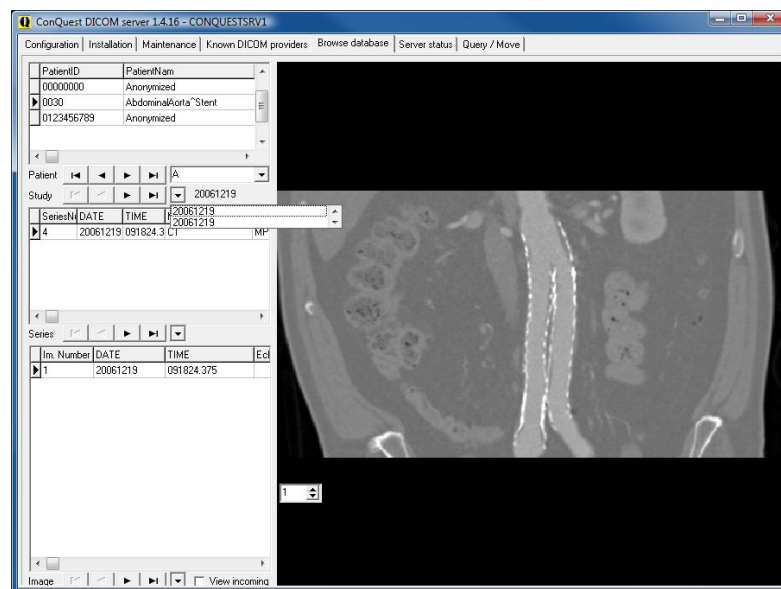 ConQuest DICOM server 1.4.16 - CONQUESTSRV1
Configuration Installation Maintenance Known DICOM providers Browse database Server status Query / Move
PatientID PatientNam
00000000 Anonymized
0030 AbdominalAorta^Stent
0123456789 Anonymized
Patient A
Study 20061219
20061219
20061219
SeriesN DATE TIME
4 20061219 091824.3 CT MP
Series
Im. Number DATE TIME Ecl
1 20061219 091824.375
1
Image View incoming